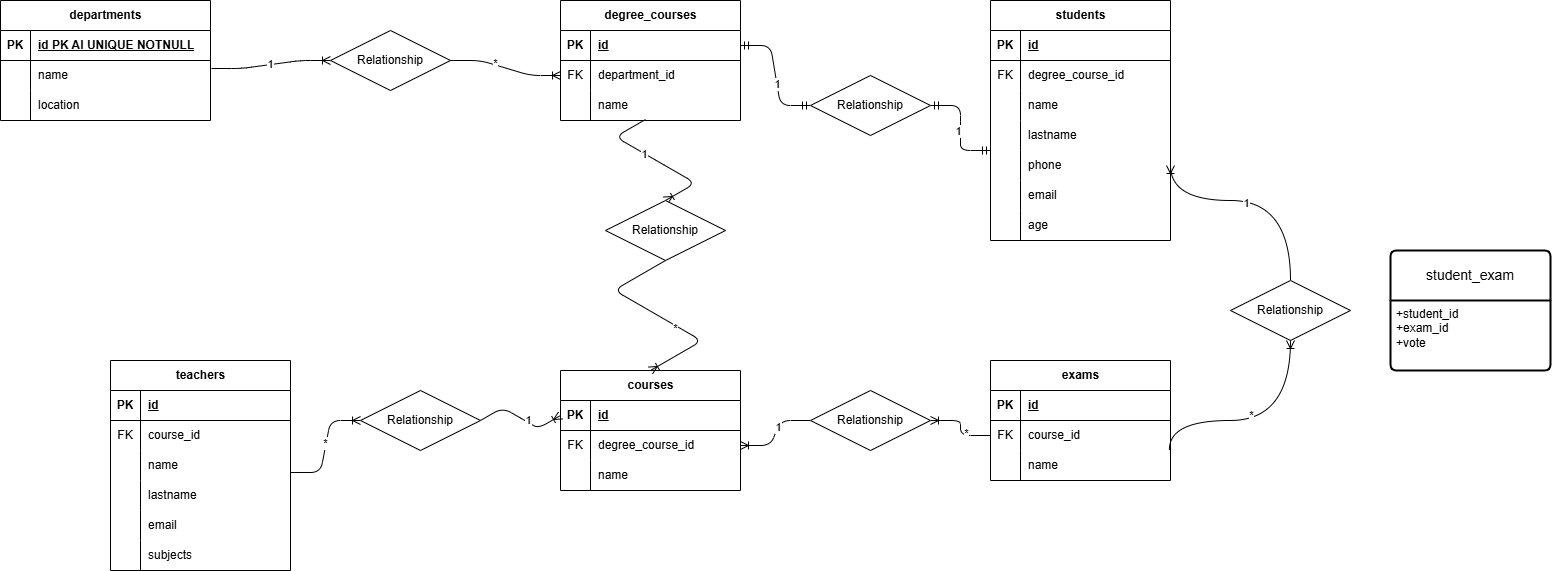 departments
PK id PK AI UNIQUE NOTNULL
name
location
1
Relationship
*
degree_courses
PK id
FK department_id
name
1
Relationship
1
students
PK id
FK degree_course_id
name
lastname
phone
email
age
1
Relationship
*
1
Relationship
*
student_exam
+student_id
+exam_id
+vote
teachers
PK id
FK course_id
name
lastname
email
subjects
*
Relationship
1
courses
PK id
FK degree_course_id
name
1
Relationship
*
exams
PK id
FK course_id
name